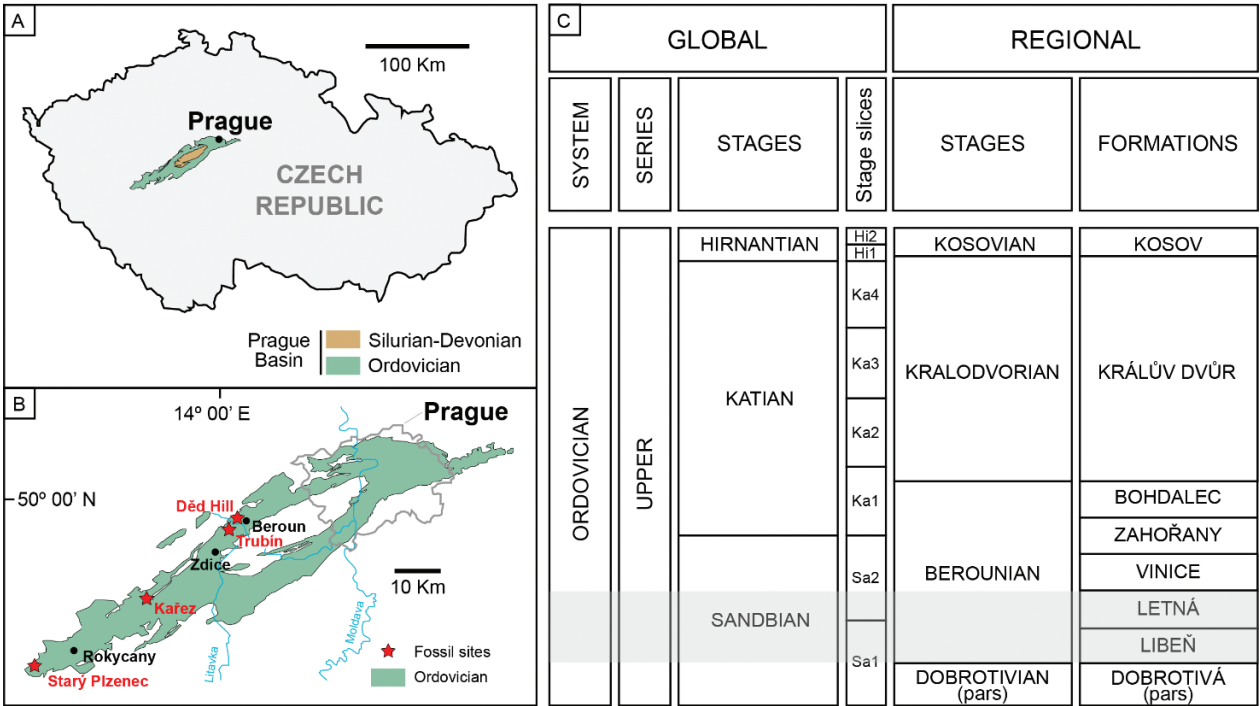 A
100 Km
Prague
CZECH
REPUBLIC
Prague
Basin
Silurian-Devonian
Ordovician
B
14º 00’ E
Prague
50º 00’ N
Děd Hill
Beroun
Trubín
Zdice
10 Km
Kařez
Moldava
Litavka
Rokycany
Starý Plzenec
Fossil sites
Ordovician
C
GLOBAL
REGIONAL
SYSTEM
SERIES
STAGES
Stage slices
STAGES
FORMATIONS
ORDOVICIAN
UPPER
HIRNANTIAN
KATIAN
SANDBIAN
Hi2
Hi1
Ka4
Ka3
Ka2
Ka1
Sa2
Sa1
KOSOVIAN
KRALODVORIAN
BEROUNIAN
DOBROTIVIAN
(pars)
KOSOV
KRÁLŮV DVŮR
BOHDALEC
ZAHOŘANY
VINICE
LETNÁ
LIBEŇ
DOBROTIVÁ
(pars)